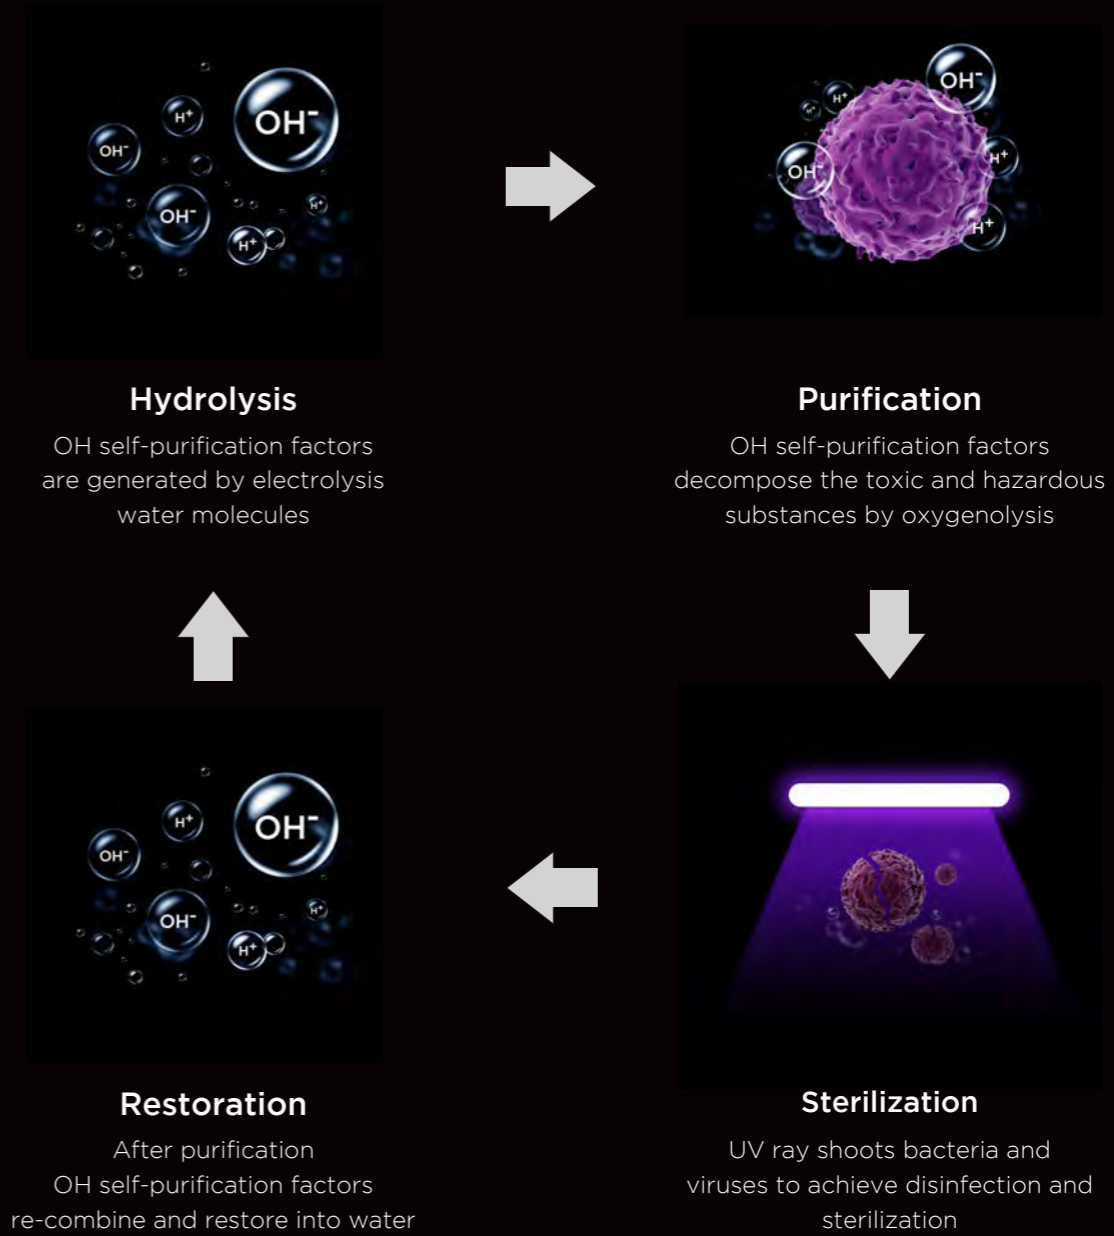 OH⁻
H⁺
OH⁻
OH⁻
H⁺
H⁺
Hydrolysis
OH self-purification factors
are generated by electrolysis
water molecules
OH⁻
H⁺
H⁺
OH⁻
H⁺
H⁺
Purification
OH self-purification factors
decompose the toxic and hazardous
substances by oxygenolysis
Sterilization
UV ray shoots bacteria and
viruses to achieve disinfection and
sterilization
H⁺
OH⁻
OH⁻
H⁺
OH⁻
H⁺
Restoration
After purification
OH self-purification factors
re-combine and restore into water